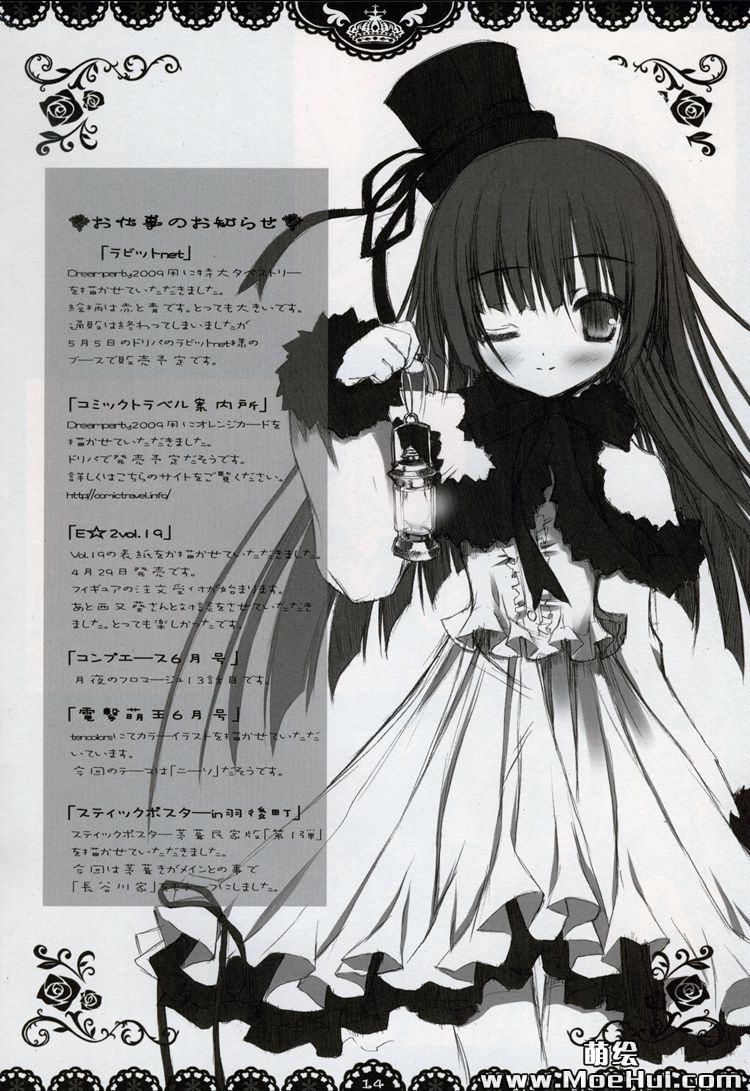 お仕事のお知らせ
「ラビットnet」
Dreamparty2009用に特大タペストリー
を描かせていただきました。
絵柄は赤と青です。とっても大きいです。
通販は終わってしまいましたが
5月5日のドリパのラビットnet様の
ブースで販売予定です。
「コミックトラベル案内所」
Dreamparty2009用にオレンジカードを
描かせていただきました。
ドリパで発売予定だそうです。
詳しくはこちらのサイトをご覧ください。
http://comictravel.info/
「E☆2vol.19」
Vol.19の表紙をか描かせていただきました。
4月29日発売です。
フィギュアの注文受付が始まります。
あと西又葵さんと対談をさせていただき
ました。とっても楽しかったです。
「コンプエース6月号」
月夜のフロマージュ13話目です。
「電撃萌王6月号」
tencolorsにてカラーイラストを描かせていただ
いています。
今回のテーマは「ニーソ」だそうです。
「スティックポスターin羽後町」
スティックポスター茅葺民家版「第1弾」
を描かせていただきました。
今回は茅葺きがメインとの事で
「長谷川家」をモチーフにしました。
14
萌绘
www.MoeHui.com